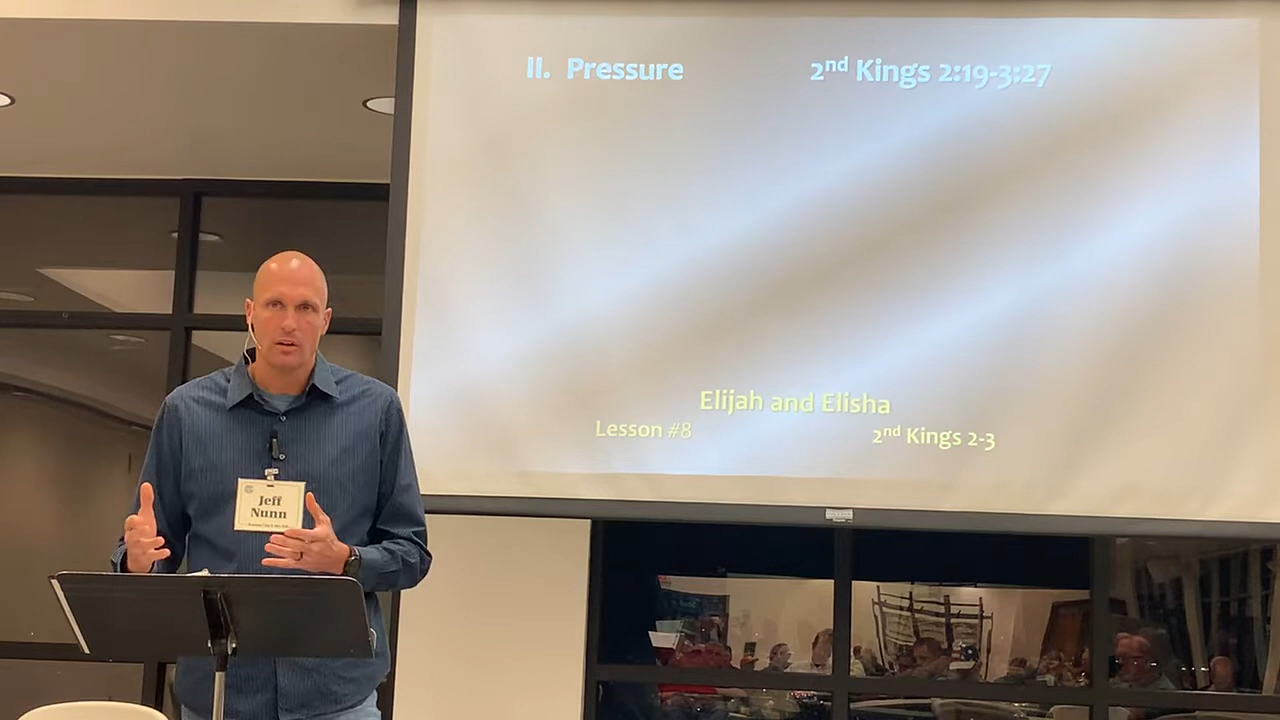 II. Pressure 2nd Kings 2:19-3:27
Elijah and Elisha
Lesson #8 2nd Kings 2-3
Jeff
Nunn